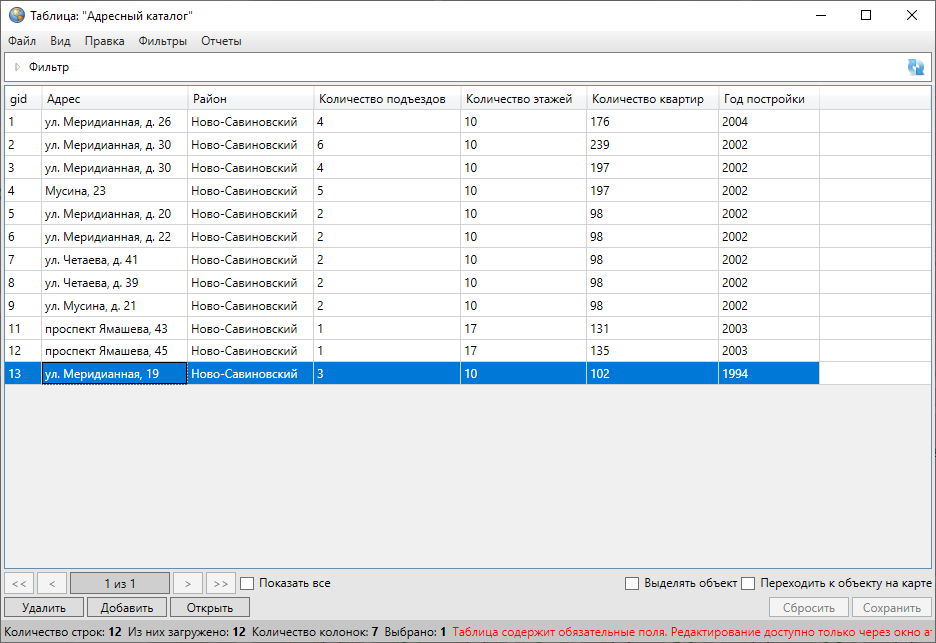 Таблица: "Адресный каталог"
Файл Вид Правка Фильтры Отчеты
Фильтр
gid Адрес Район Количество подъездов Количество этажей Количество квартир Год постройки
1 ул. Меридианная, д. 26 Ново-Савиновский 4 10 176 2004
2 ул. Меридианная, д. 30 Ново-Савиновский 6 10 239 2002
3 ул. Меридианная, д. 30 Ново-Савиновский 4 10 197 2002
4 Мусина, 23 Ново-Савиновский 5 10 197 2002
5 ул. Меридианная, д. 20 Ново-Савиновский 2 10 98 2002
6 ул. Меридианная, д. 22 Ново-Савиновский 2 10 98 2002
7 ул. Четаева, д. 41 Ново-Савиновский 2 10 98 2002
8 ул. Четаева, д. 39 Ново-Савиновский 2 10 98 2002
9 ул. Мусина, д. 21 Ново-Савиновский 2 10 98 2002
11 проспект Ямашева, 43 Ново-Савиновский 1 17 131 2003
12 проспект Ямашева, 45 Ново-Савиновский 1 17 135 2003
13 ул. Меридианная, 19 Ново-Савиновский 3 10 102 1994
<< < 1 из 1 > >> Показать все Выделять объект Переходить к объекту на карте
Удалить Добавить Открыть Сбросить Сохранить
Количество строк: 12 Из них загружено: 12 Количество колонок: 7 Выбрано: 1 Таблица содержит обязательные поля. Редактирование доступно только через окно